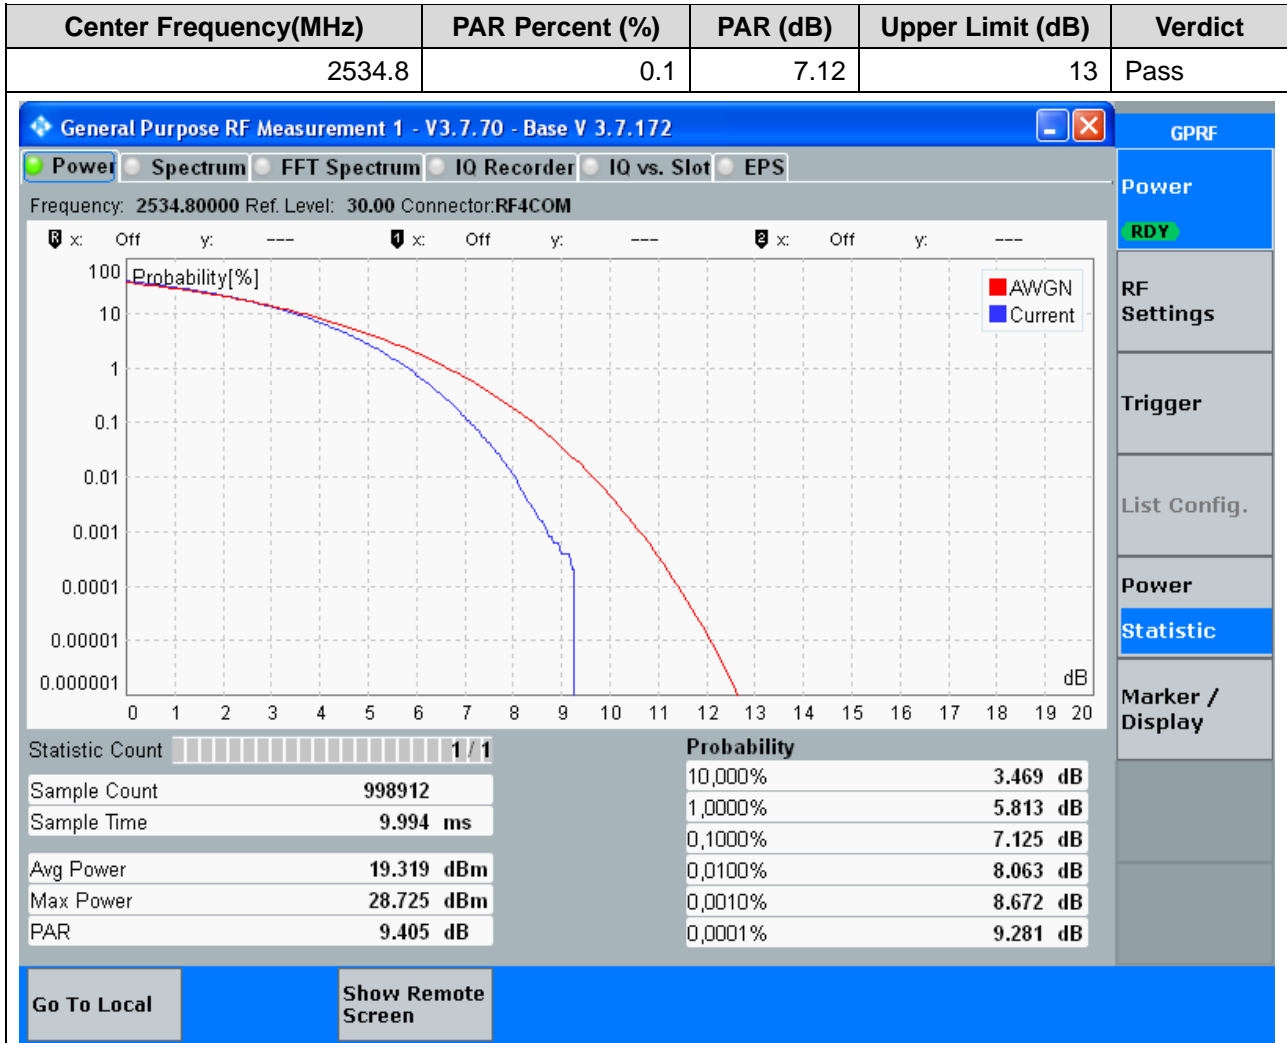 Center Frequency(MHz) PAR Percent (%) PAR (dB) Upper Limit (dB) Verdict
2534.8 0.1 7.12 13 Pass
General Purpose RF Measurement 1 - V3.7.70 - Base V 3.7.172
GPRF
Power Spectrum FFT Spectrum IQ Recorder IQ vs. Slot EPS
Frequency: 2534.80000 Ref. Level: 30.00 Connector:RF4COM
R x: Off y: --- 1 x: Off y: --- 2 x: Off y: ---
Probability[%]
AWGN
Current
100
10
1
0.1
0.01
0.001
0.0001
0.00001
0.000001
dB
0 1 2 3 4 5 6 7 8 9 10 11 12 13 14 15 16 17 18 19 20
Power
RDY
RF
Settings
Trigger
List Config.
Power
Statistic
Marker /
Display
Statistic Count 1 / 1
Sample Count 998912
Sample Time 9.994 ms
Avg Power 19.319 dBm
Max Power 28.725 dBm
PAR 9.405 dB
Probability
10,000% 3.469 dB
1,0000% 5.813 dB
0,1000% 7.125 dB
0,0100% 8.063 dB
0,0010% 8.672 dB
0,0001% 9.281 dB
Go To Local
Show Remote
Screen